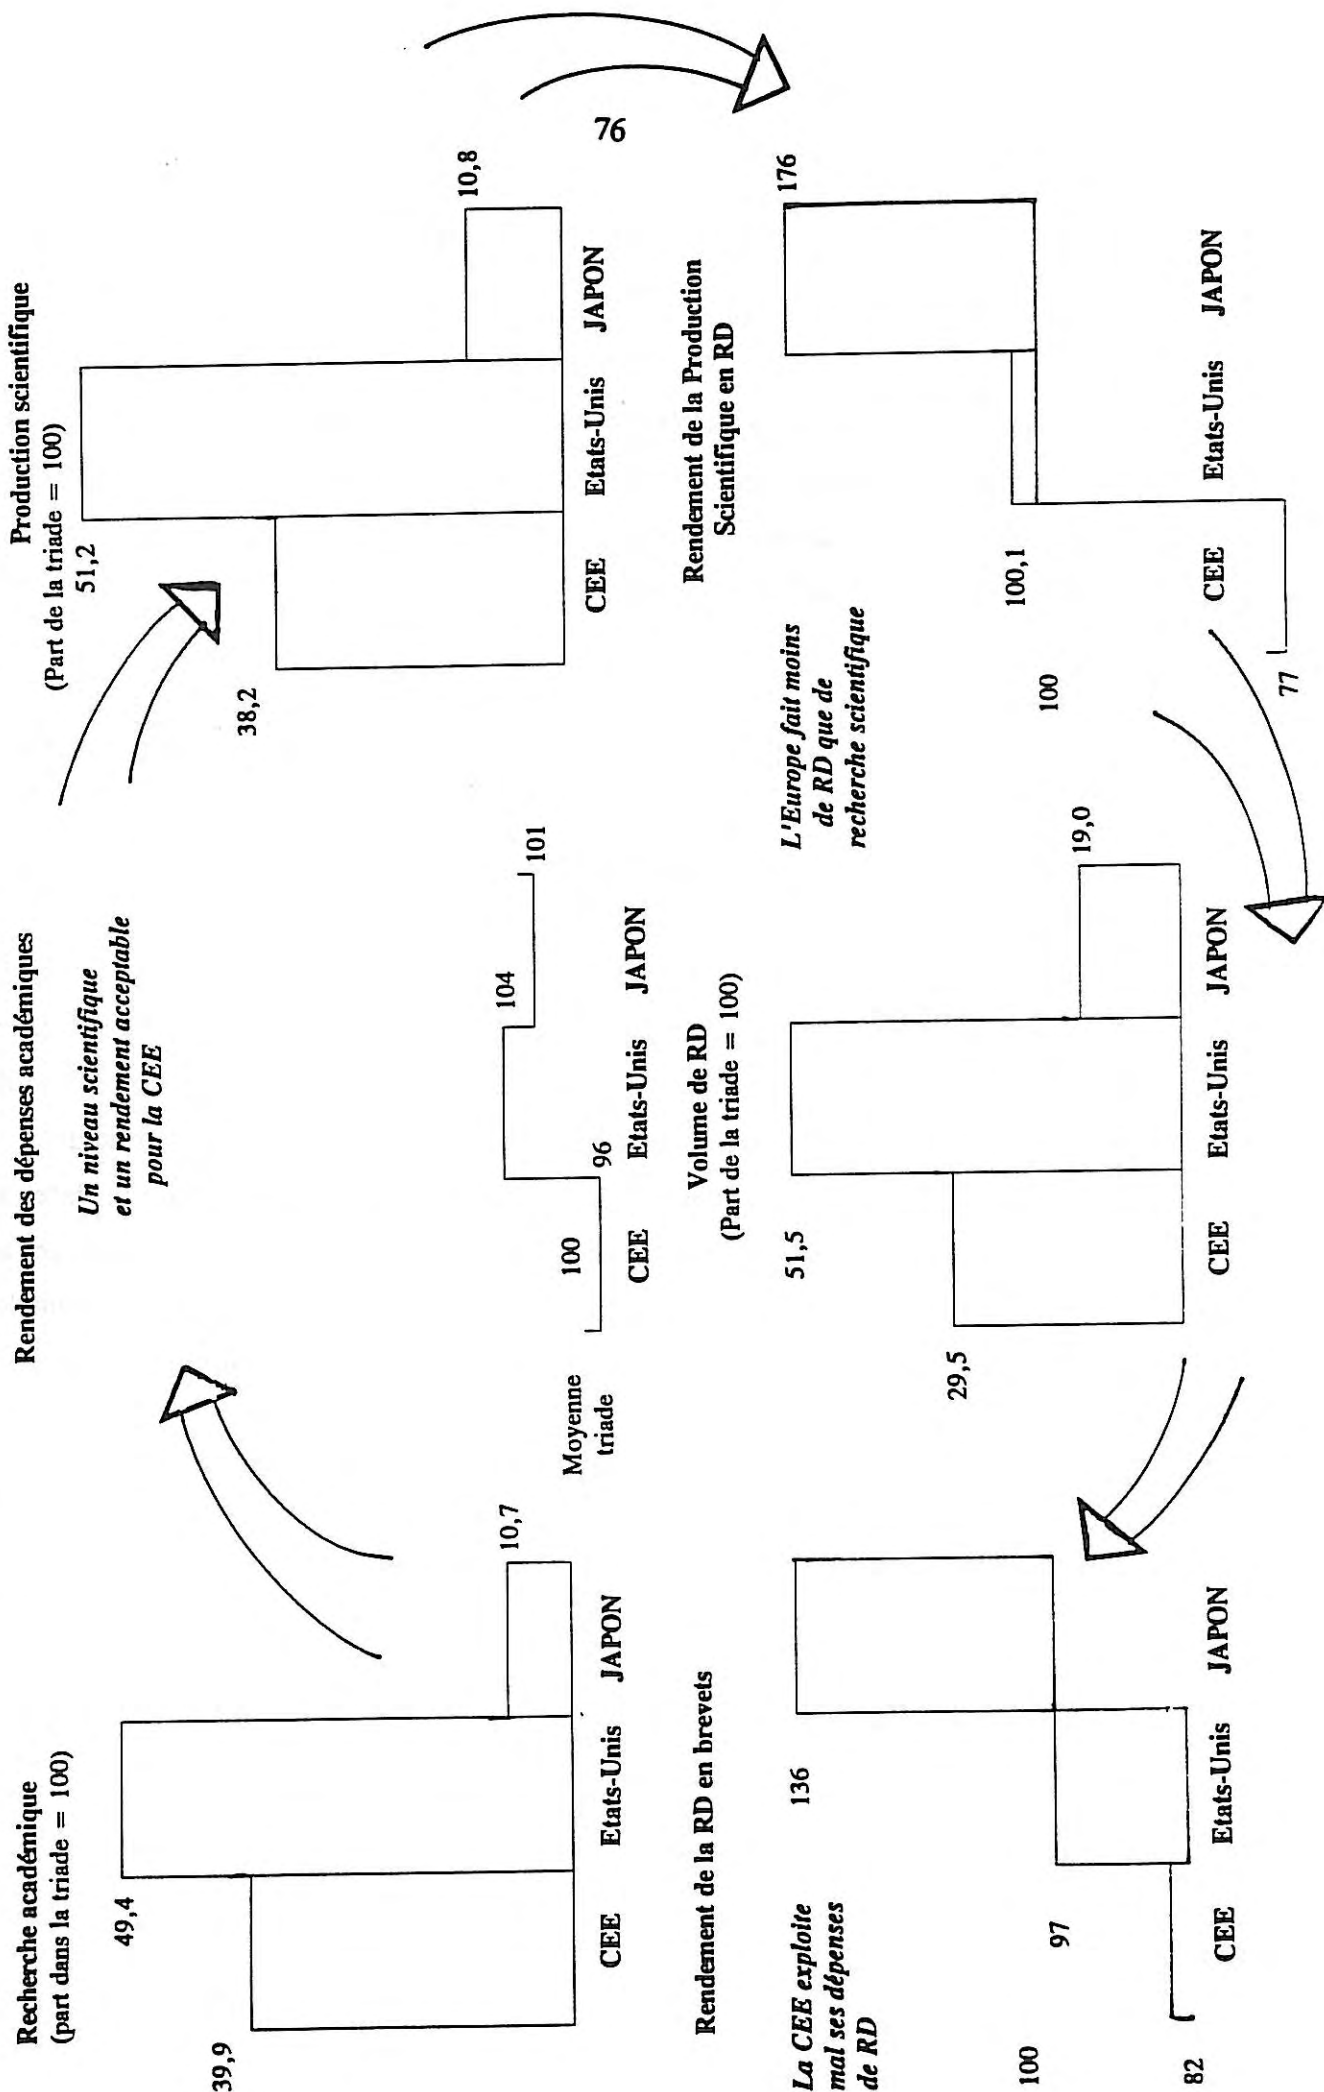 Recherche académique
(part dans la triade = 100)
49,4
39,9
10,7
CEE Etats-Unis JAPON
Rendement des dépenses académiques
Un niveau scientifique
et un rendement acceptable
pour la CEE
Moyenne
triade
100
96
104
101
CEE Etats-Unis JAPON
Production scientifique
(Part de la triade = 100)
51,2
38,2
10,8
CEE Etats-Unis JAPON
76
Rendement de la RD en brevets
La CEE exploite
mal ses dépenses
de RD
136
97
100
82
CEE Etats-Unis JAPON
Volume de RD
(Part de la triade = 100)
51,5
29,5
19,0
CEE Etats-Unis JAPON
Rendement de la Production
Scientifique en RD
L'Europe fait moins
de RD que de
recherche scientifique
176
100,1
100
77
CEE Etats-Unis JAPON